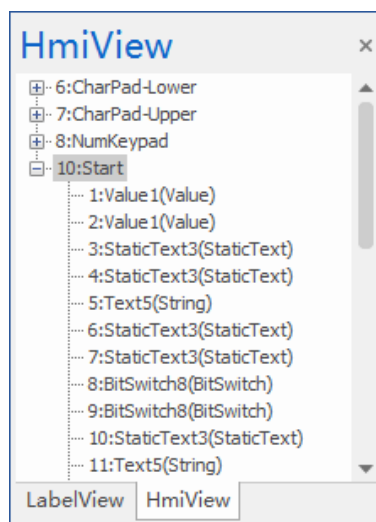 HmiView
6:CharPad-Lower
7:CharPad-Upper
8:NumKeypad
10:Start
1:Value1(Value)
2:Value1(Value)
3:StaticText3(StaticText)
4:StaticText3(StaticText)
5:Text5(String)
6:StaticText3(StaticText)
7:StaticText3(StaticText)
8:BitSwitch8(BitSwitch)
9:BitSwitch8(BitSwitch)
10:StaticText3(StaticText)
11:Text5(String)
LabelView HmiView